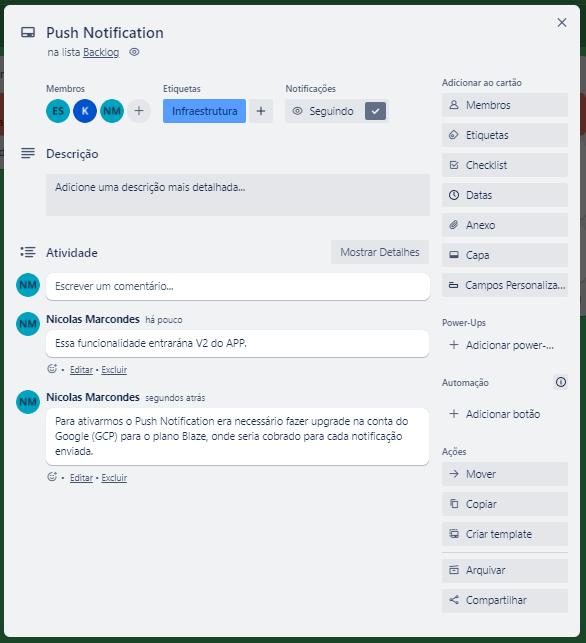 Push Notification
na lista Backlog
Membros
ES K NM
Etiquetas
Infraestrutura
Notificações
Seguindo
Descrição
Adicione uma descrição mais detalhada...
Atividade
Mostrar Detalhes
NM
Escrever um comentário...
NM
Nicolas Marcondes há pouco
Essa funcionalidade entrarána V2 do APP.
• Editar • Excluir
NM
Nicolas Marcondes segundos atrás
Para ativarmos o Push Notification era necessário fazer upgrade na conta do
Google (GCP) para o plano Blaze, onde seria cobrado para cada notificação
enviada.
• Editar • Excluir
Adicionar ao cartão
Membros
Etiquetas
Checklist
Datas
Anexo
Capa
Campos Personaliza...
Power-Ups
+ Adicionar power-...
Automação
+ Adicionar botão
Ações
Mover
Copiar
Criar template
Arquivar
Compartilhar